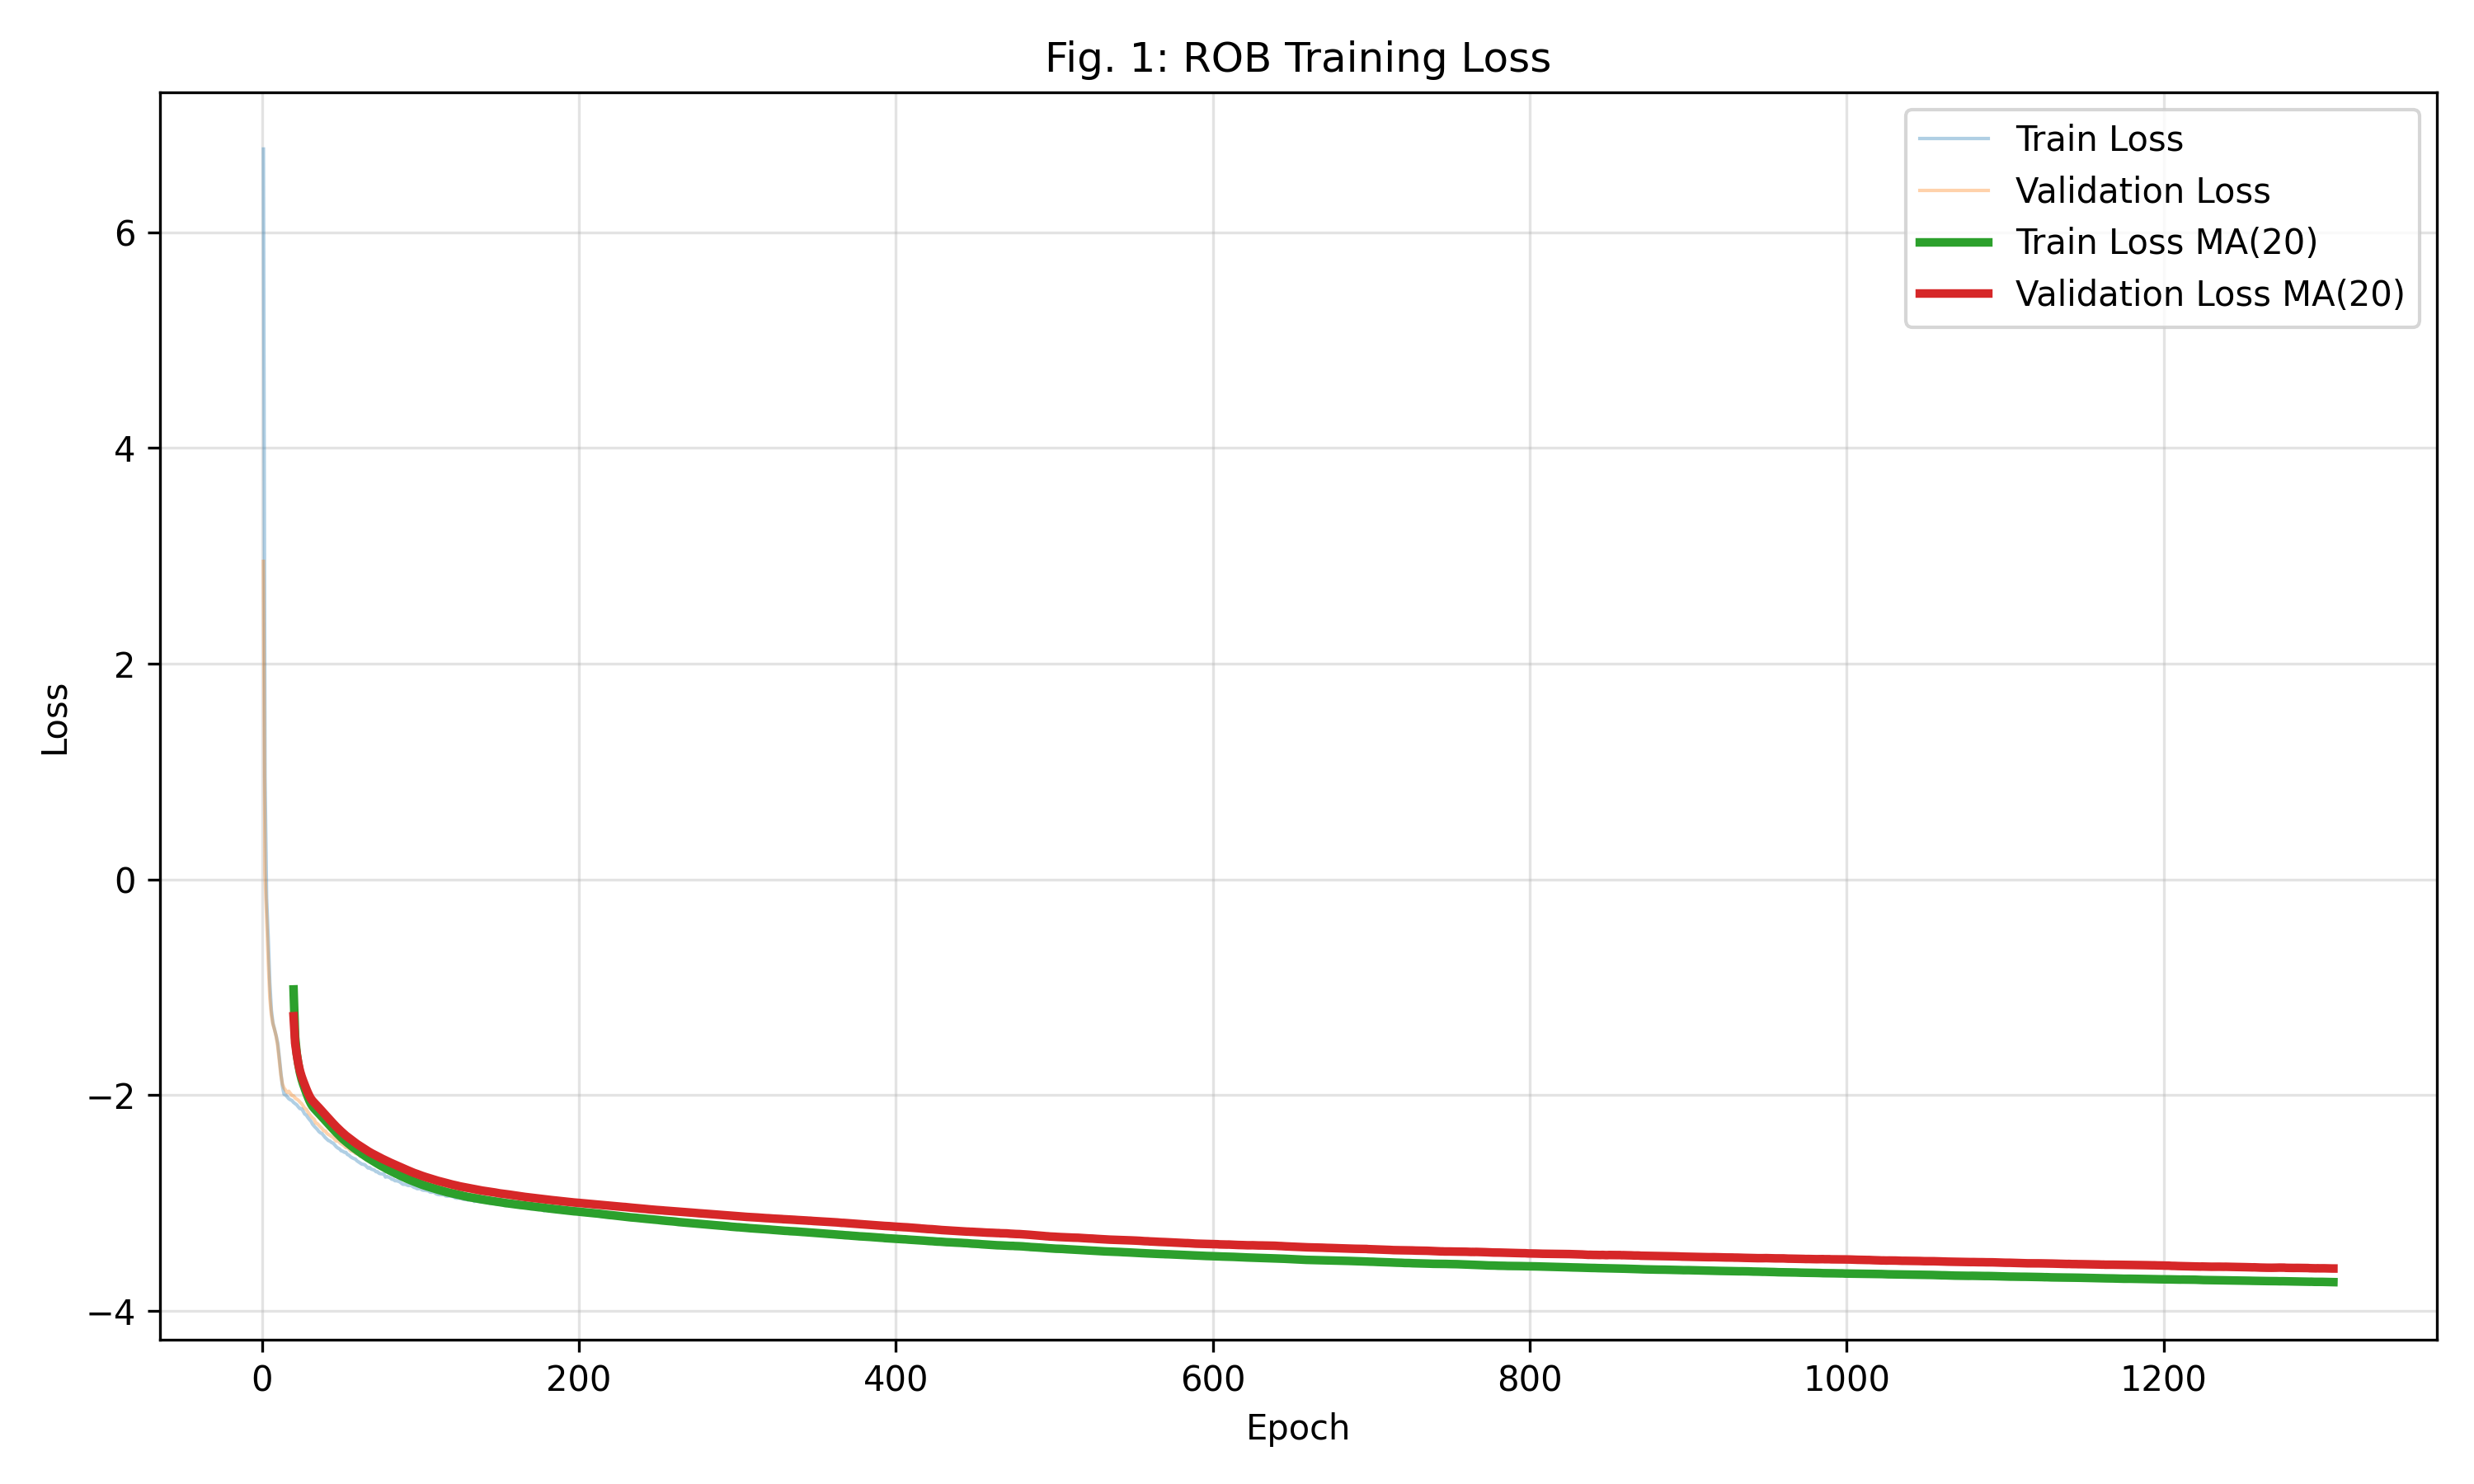 Fig. 1: ROB Training Loss
Train Loss
Validation Loss
Train Loss MA(20)
Validation Loss MA(20)
6
4
2
0
−2
−4
Loss
0 200 400 600 800 1000 1200
Epoch